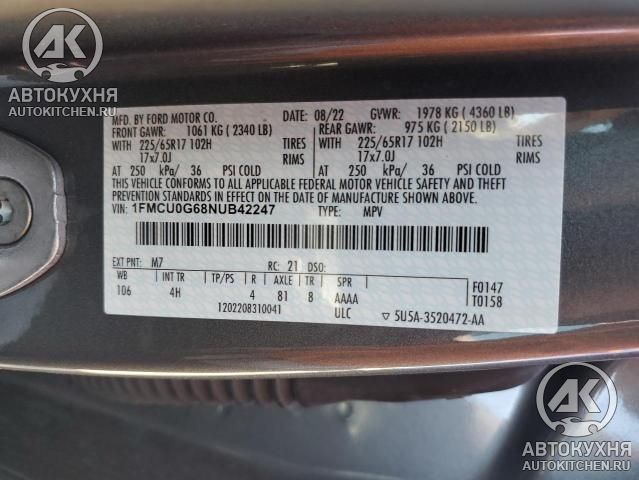 АК
АВТОКУХНЯ
AUTOKITCHEN.RU
MFD. BY FORD MOTOR CO. DATE: 08/22 GVWR: 1978 KG ( 4360 LB)
FRONT GAWR: 1061 KG ( 2340 LB) REAR GAWR: 975 KG ( 2150 LB)
WITH 225/65R17 102H TIRES WITH 225/65R17 102H TIRES
17x7.0J RIMS 17x7.0J RIMS
AT 250 kPa/ 36 PSI COLD AT 250 kPa/ 36 PSI COLD
THIS VEHICLE CONFORMS TO ALL APPLICABLE FEDERAL MOTOR VEHICLE SAFETY AND THEFT
PREVENTION STANDARDS IN EFFECT ON THE DATE OF MANUFACTURE SHOWN ABOVE.
VIN: 1FMCU0G68NUB42247 TYPE: MPV
EXT PNT: M7 RC: 21 DSO:
WB INT TR TP/PS R AXLE TR SPR F0147
106 4H 4 81 8 AAAA T0158
1202208310041 ULC ▽ 5U5A-3520472-AA
АК
АВТОКУХНЯ
AUTOKITCHEN.RU